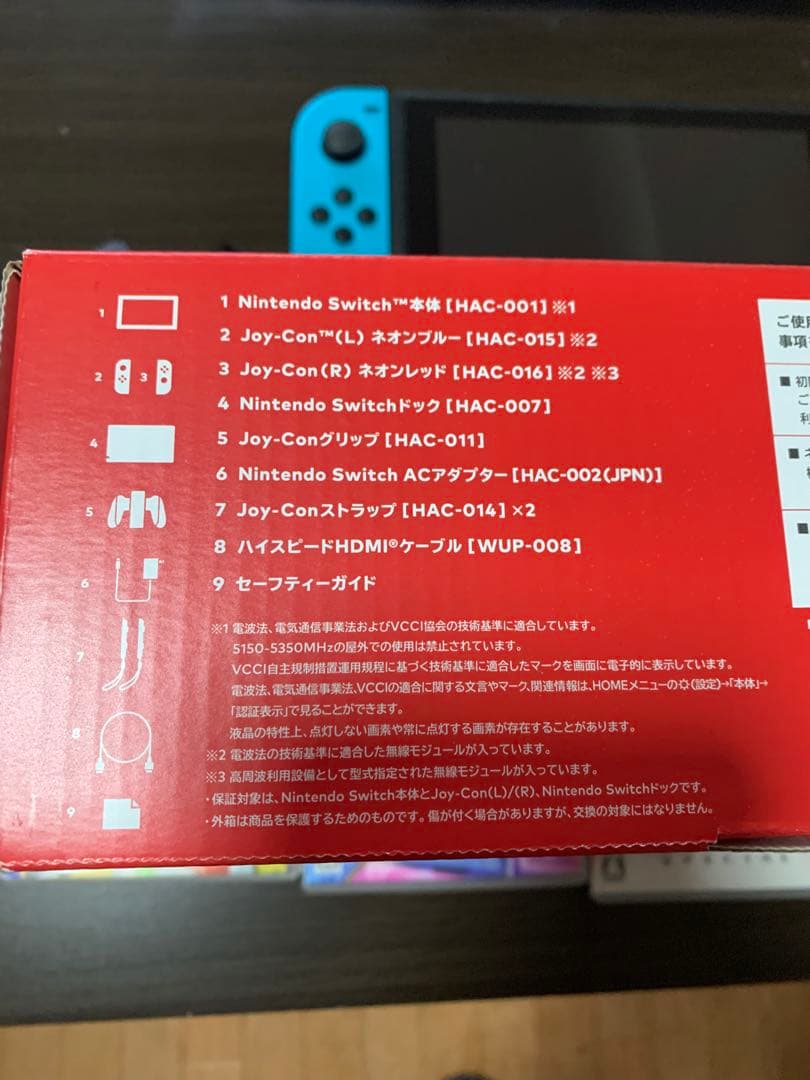 1 Nintendo Switch™本体 [HAC-001] ※1
2 Joy-Con™(L) ネオンブルー [HAC-015] ※2
3 Joy-Con(R) ネオンレッド [HAC-016] ※2 ※3
4 Nintendo Switchドック [HAC-007]
5 Joy-Conグリップ [HAC-011]
6 Nintendo Switch ACアダプター [HAC-002(JPN)]
7 Joy-Conストラップ [HAC-014] ×2
8 ハイスピードHDMI®ケーブル [WUP-008]
9 セーフティーガイド
※1 電波法、電気通信事業法およびVCCI協会の技術基準に適合しています。
5150-5350MHzの屋外での使用は禁止されています。
VCCI自主規制措置運用規程に基づく技術基準に適合したマークを画面に電子的に表示しています。
電波法、電気通信事業法、VCCIの適合に関する文言やマーク、関連情報は、HOMEメニューの(設定)→「本体」→
「認証表示」で見ることができます。
液晶の特性上、点灯しない画素や常に点灯する画素が存在することがあります。
※2 電波法の技術基準に適合した無線モジュールが入っています。
※3 高周波利用設備として型式指定された無線モジュールが入っています。
・保証対象は、Nintendo Switch本体とJoy-Con(L)/(R)、Nintendo Switchドックです。
・外箱は商品を保護するためのものです。傷が付く場合がありますが、交換の対象にはなりません。
1
2 3
4
5
6
7
8
9
ご使用
事項
■ 初
ご
利